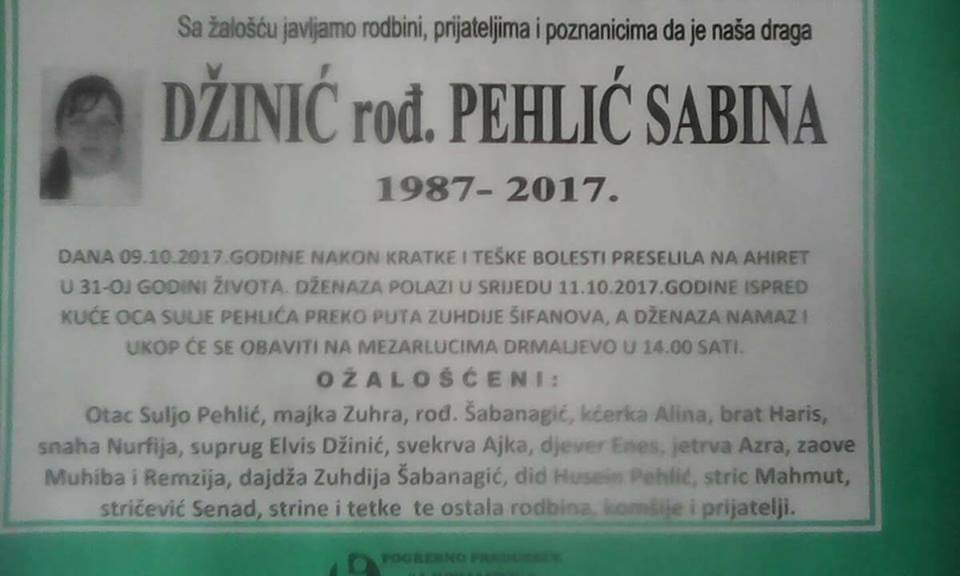 Sa žalošću javljamo rodbini, prijateljima i poznanicima da je naša draga
DŽINIĆ rođ. PEHLIĆ SABINA
1987- 2017.
DANA 09.10.2017.GODINE NAKON KRATKE I TEŠKE BOLESTI PRESELILA NA AHIRET
U 31-OJ GODINI ŽIVOTA. DŽENAZA POLAZI U SRIJEDU 11.10.2017.GODINE ISPRED
KUĆE OCA SULJE PEHLIĆA PREKO PUTA ZUHDIJE ŠIFANOVA, A DŽENAZA NAMAZ I
UKOP ĆE SE OBAVITI NA MEZARLUCIMA DRMALJEVO U 14.00 SATI.
OŽALOŠĆENI:
Otac Suljo Pehlić, majka Zuhra, rođ. Šabanagić, kćerka Alina, brat Haris,
snaha Nurfija, suprug Elvis Džinić, svekrva Ajka, djever Enes, jetrva Azra, zaove
Muhiba i Remzija, dajdža Zuhdija Šabanagić, did Husein Pehlić, stric Mahmut,
stričević Senad, strine i tetke te ostala rodbina, komšije i prijatelji.
POGREBNO